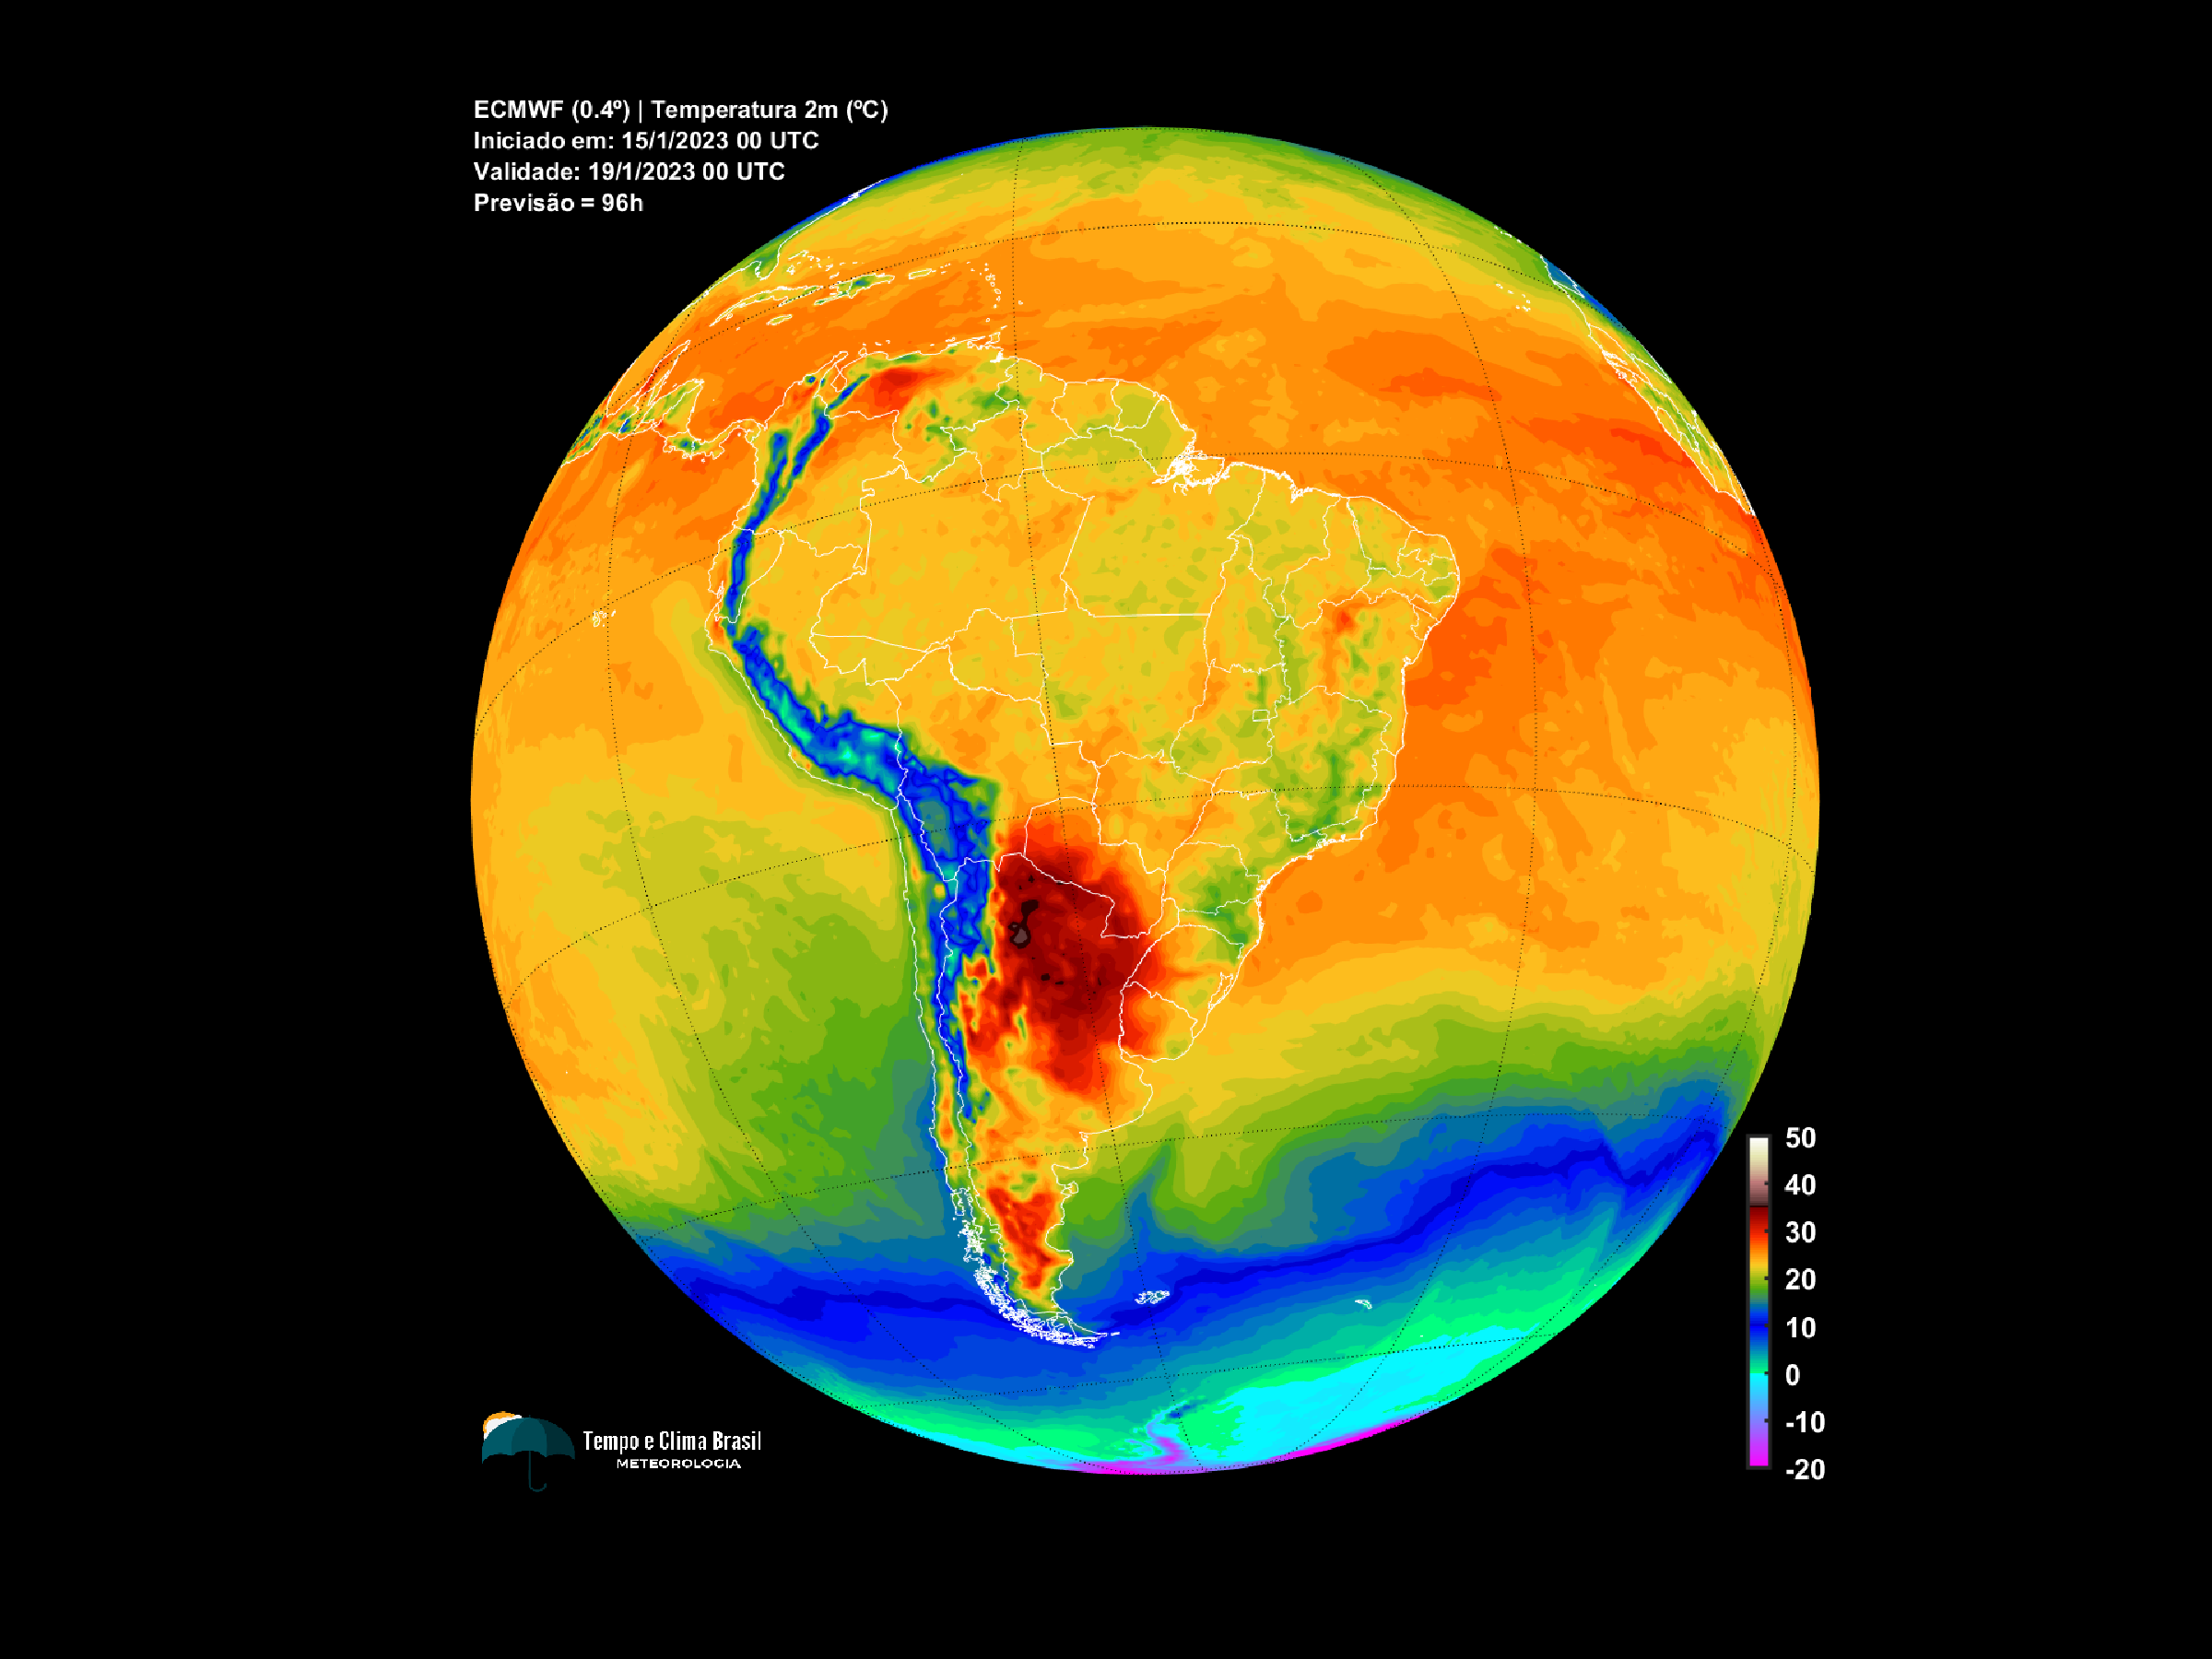 ECMWF (0.4º) | Temperatura 2m (ºC)
Iniciado em: 15/1/2023 00 UTC
Validade: 19/1/2023 00 UTC
Previsão = 96h
50
40
30
20
10
0
-10
-20
Tempo e Clima Brasil
METEOROLOGIA